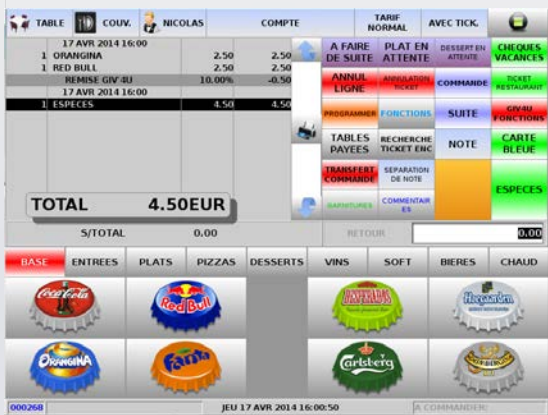 TABLE COUV. NICOLAS COMPTE TARIF NORMAL AVEC TICK.
17 AVR 2014 16:00
1 ORANGINA 2.50 2.50
1 RED BULL 2.50 2.50
REMISE GIV 4U 10.00% -0.50
17 AVR 2014 16:00
1 ESPECES 4.50 4.50
TOTAL 4.50EUR
S/TOTAL 0.00
A FAIRE DE SUITE
PLAT EN ATTENTE
DESSERT EN ATTENTE
CHEQUES VACANCES
ANNUL LIGNE
ANNULATION TICKET
COMMANDE
TICKET RESTAURANT
PROGRAMMER
FONCTIONS
SUITE
GIV4U FONCTIONS
TABLES PAYEES
RECHERCHE TICKET ENC
NOTE
CARTE BLEUE
TRANSFERT COMMANDE
SEPARATION DE NOTE
GARNITURES
COMMENTAIRES
ESPECES
RETOUR 0.00
BASE ENTREES PLATS PIZZAS DESSERTS VINS SOFT BIERES CHAUD
Coca-Cola
Red Bull
DESPERADOS
Hoegaarden
ORANGINA
Fanta
Carlsberg
000268 JEU 17 AVR 2014 16:00:50 A COMMANDER: